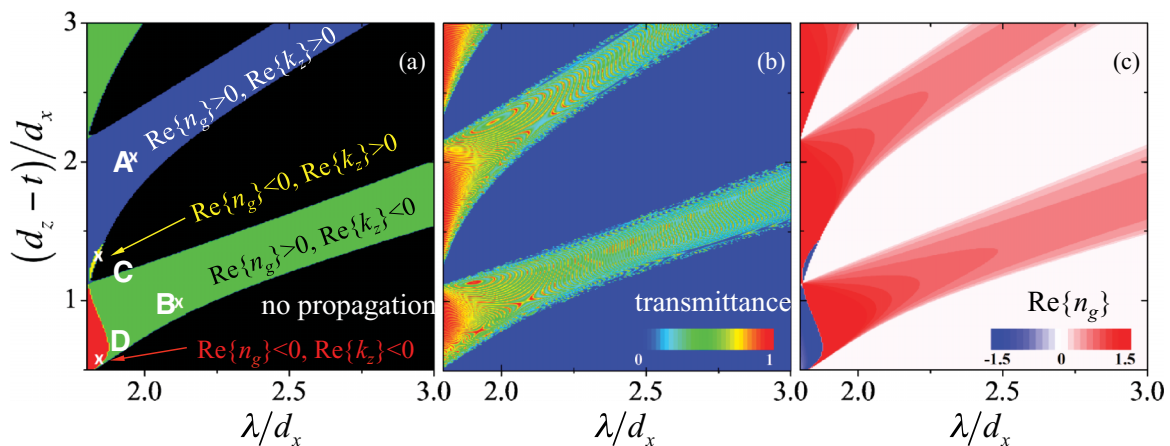 (d_z − t)/d_x
3
2
1
(a)
Re{n_g}>0, Re{k_z}>0
A x
Re{n_g}<0, Re{k_z}>0
x
C
Re{n_g}>0, Re{k_z}<0
B x
no propagation
D
x
Re{n_g}<0, Re{k_z}<0
2.0 2.5 3.0
λ/d_x
(b)
transmittance
0 1
2.0 2.5 3.0
λ/d_x
(c)
Re{n_g}
-1.5 0 1.5
2.0 2.5 3.0
λ/d_x